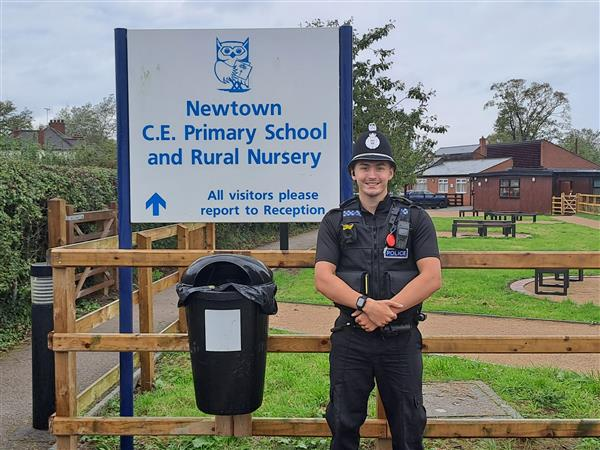 Newtown
C.E. Primary School
and Rural Nursery
All visitors please
report to Reception
POLICE